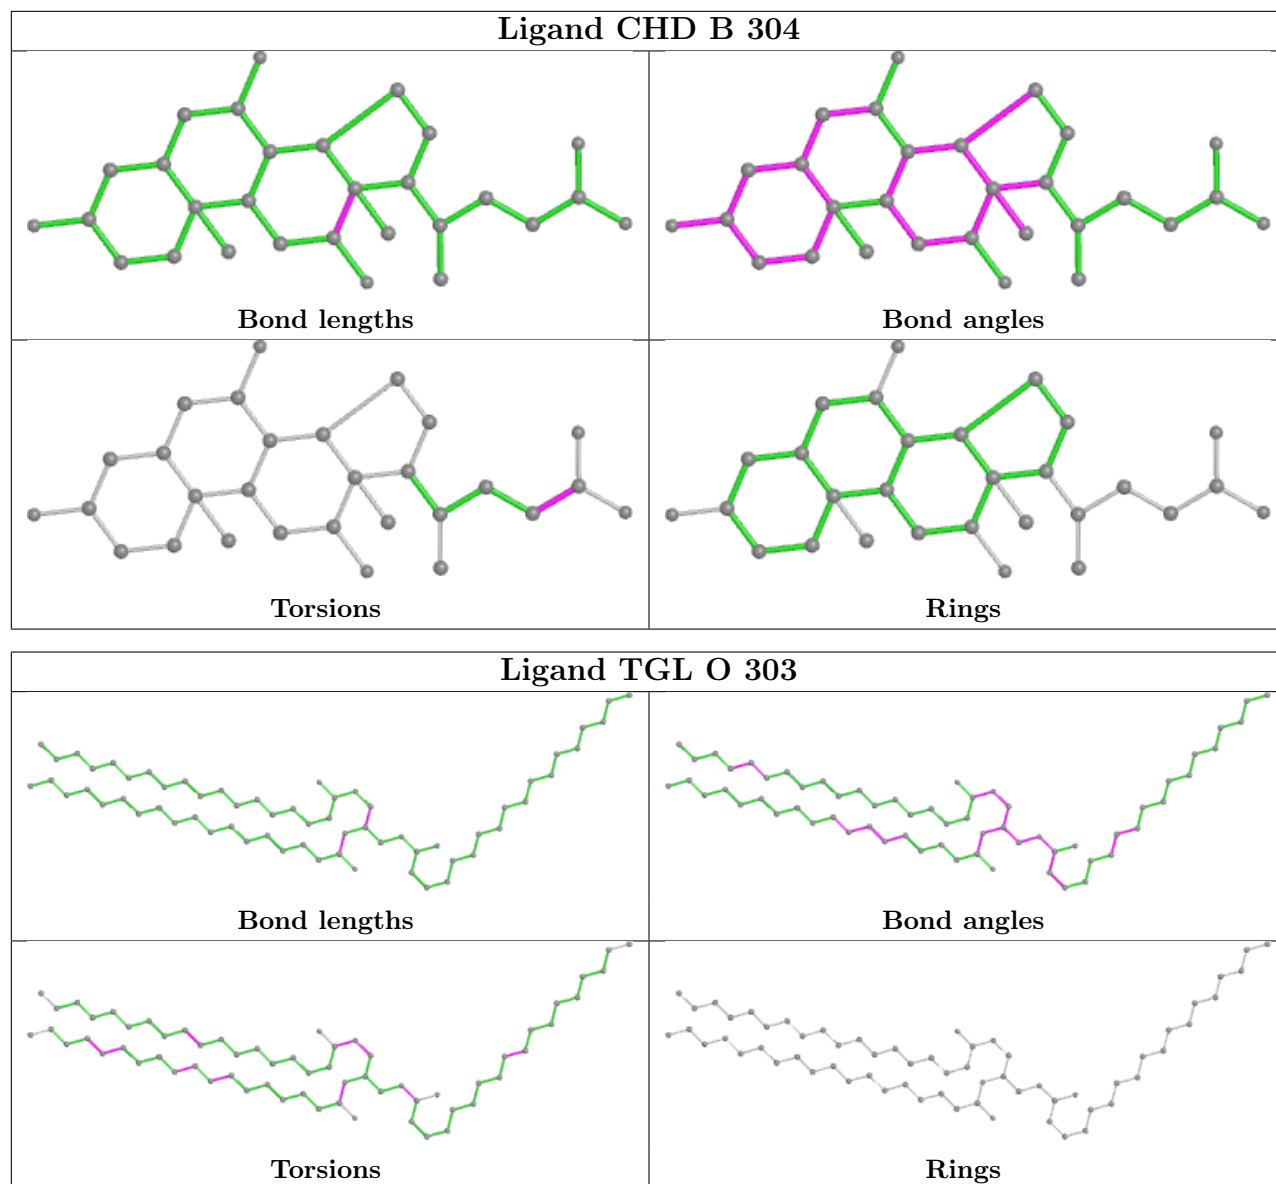 Ligand CHD B 304
Bond lengths
Bond angles
Torsions
Rings
Ligand TGL O 303
Bond lengths
Bond angles
Torsions
Rings